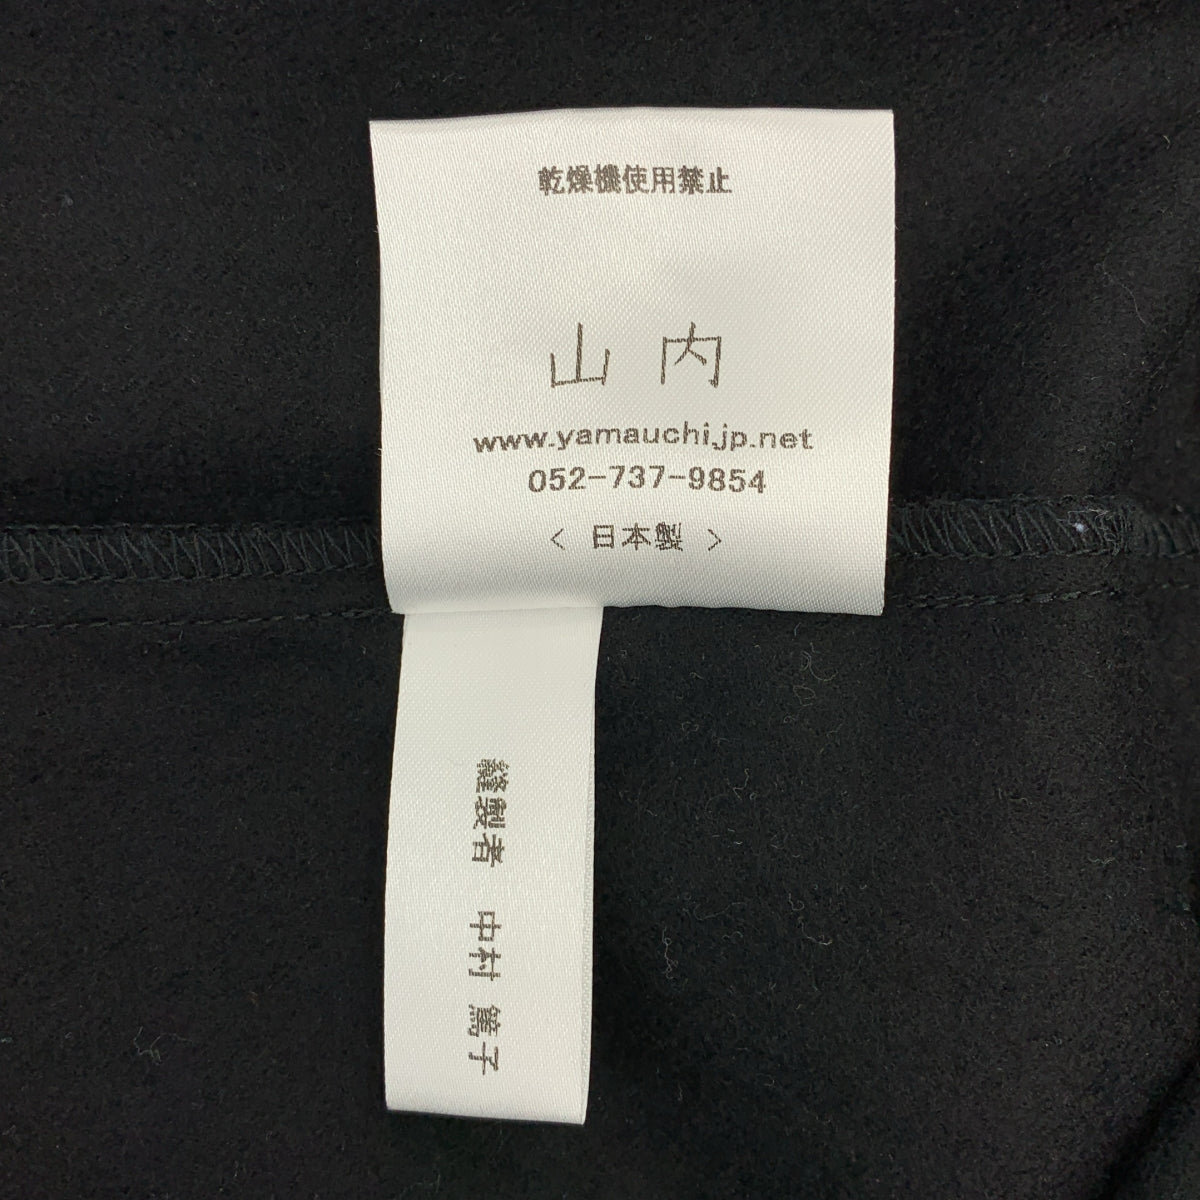 乾燥機使用禁止
山内
www.yamauchi.jp.net
052-737-9854
< 日本製 >
縫製者 中村 篤子